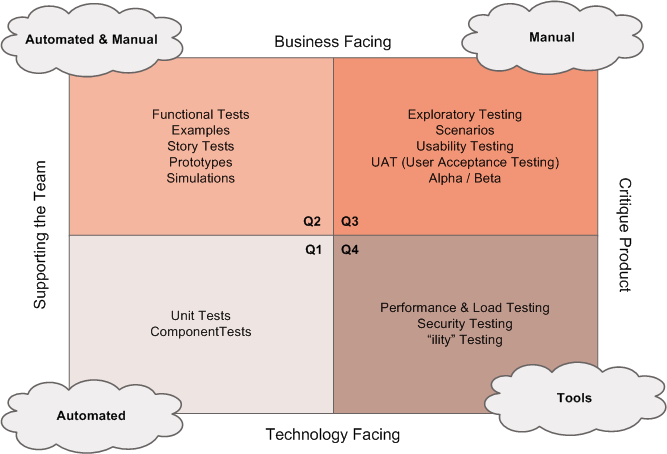 Automated & Manual
Business Facing
Manual
Functional Tests
Examples
Story Tests
Prototypes
Simulations
Exploratory Testing
Scenarios
Usability Testing
UAT (User Acceptance Testing)
Alpha / Beta
Supporting the Team
Critique Product
Q2
Q3
Q1
Q4
Unit Tests
ComponentTests
Performance & Load Testing
Security Testing
“ility” Testing
Automated
Technology Facing
Tools